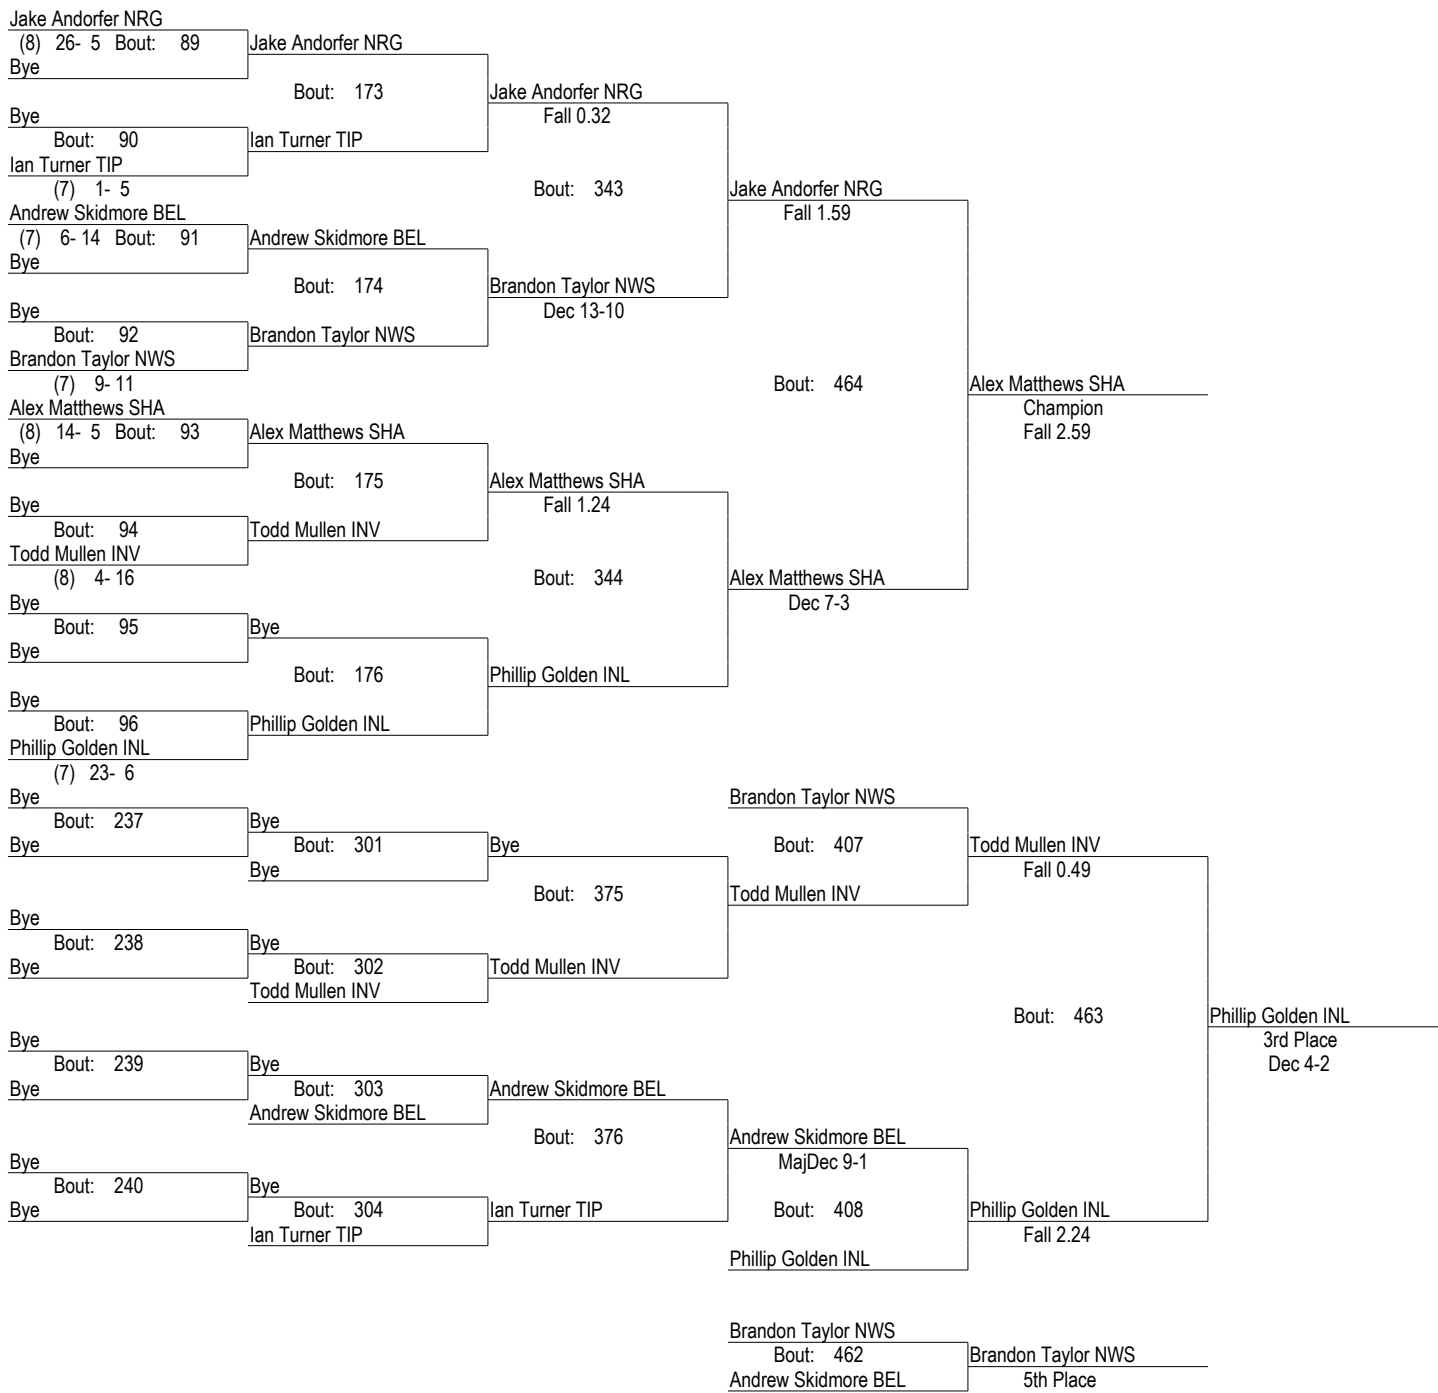 Jake Andorfer NRG
(8) 26- 5 Bout: 89 Jake Andorfer NRG
Bye
Bout: 173 Jake Andorfer NRG
Bye Fall 0.32
Bout: 90 Ian Turner TIP
Ian Turner TIP
(7) 1- 5 Bout: 343 Jake Andorfer NRG
Andrew Skidmore BEL Fall 1.59
(7) 6- 14 Bout: 91 Andrew Skidmore BEL
Bye
Bout: 174 Brandon Taylor NWS
Bye Dec 13-10
Bout: 92 Brandon Taylor NWS
Brandon Taylor NWS
(7) 9- 11 Bout: 464 Alex Matthews SHA
Alex Matthews SHA Champion
(8) 14- 5 Bout: 93 Alex Matthews SHA Fall 2.59
Bye
Bout: 175 Alex Matthews SHA
Bye Fall 1.24
Bout: 94 Todd Mullen INV
Todd Mullen INV
(8) 4- 16 Bout: 344 Alex Matthews SHA
Bye Dec 7-3
Bout: 95 Bye
Bye
Bout: 176 Phillip Golden INL
Bye
Bout: 96 Phillip Golden INL
Phillip Golden INL
(7) 23- 6
Bye Brandon Taylor NWS
Bout: 237 Bye
Bye Bout: 301 Bye Bout: 407 Todd Mullen INV
Bye Fall 0.49
Bout: 375 Todd Mullen INV
Bye
Bout: 238 Bye
Bye Bout: 302 Todd Mullen INV
Todd Mullen INV
Bout: 463 Phillip Golden INL
Bye 3rd Place
Bout: 239 Bye Dec 4-2
Bye Bout: 303 Andrew Skidmore BEL
Andrew Skidmore BEL
Bout: 376 Andrew Skidmore BEL
Bye MajDec 9-1
Bout: 240 Bye
Bye Bout: 304 Ian Turner TIP Bout: 408 Phillip Golden INL
Ian Turner TIP Fall 2.24
Phillip Golden INL
Brandon Taylor NWS
Bout: 462 Brandon Taylor NWS
Andrew Skidmore BEL 5th Place